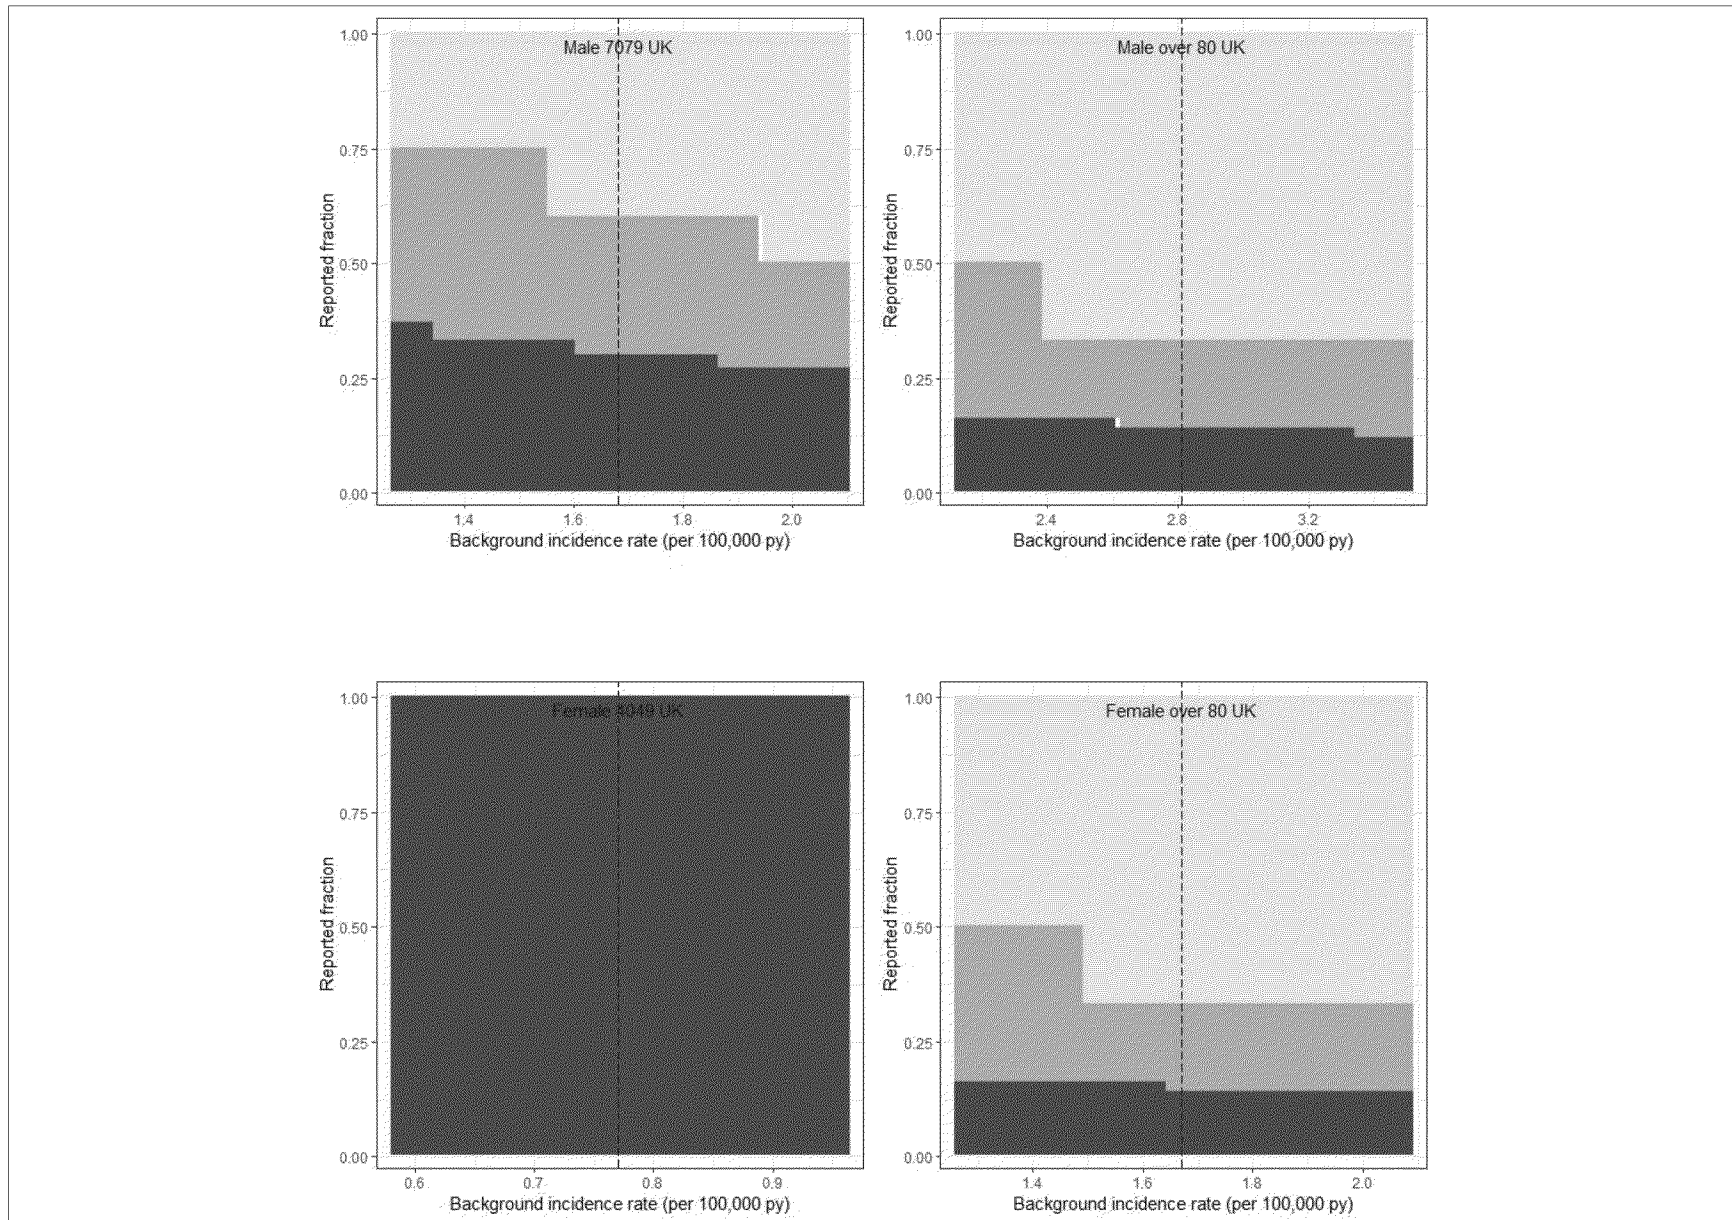 Male 7079 UK
Reported fraction
1.00
0.75
0.50
0.25
0.00
1.4 1.6 1.8 2.0
Background incidence rate (per 100,000 py)
Male over 80 UK
Reported fraction
1.00
0.75
0.50
0.25
0.00
2.4 2.8 3.2
Background incidence rate (per 100,000 py)
Female 4049 UK
Reported fraction
1.00
0.75
0.50
0.25
0.00
0.6 0.7 0.8 0.9
Background incidence rate (per 100,000 py)
Female over 80 UK
Reported fraction
1.00
0.75
0.50
0.25
0.00
1.4 1.6 1.8 2.0
Background incidence rate (per 100,000 py)